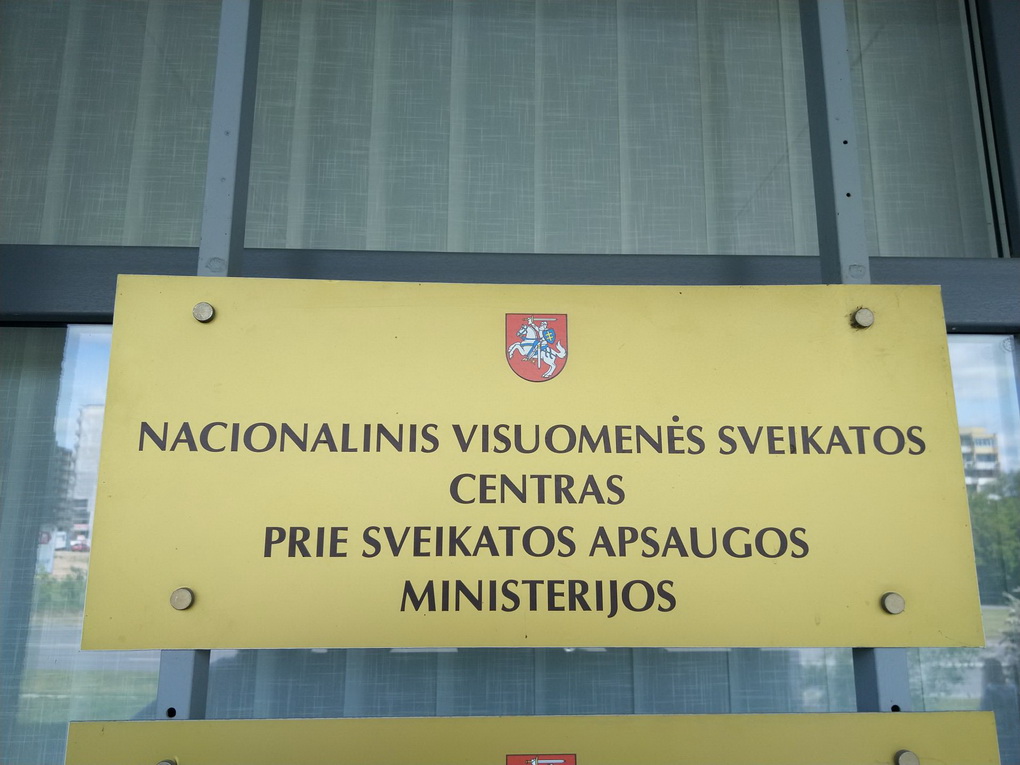 NACIONALINIS VISUOMENĖS SVEIKATOS
CENTRAS
PRIE SVEIKATOS APSAUGOS
MINISTERIJOS